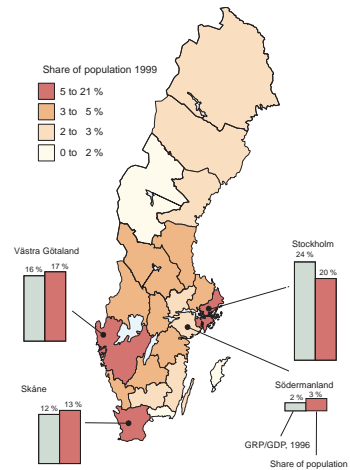 Share of population 1999
5 to 21 %
3 to 5 %
2 to 3 %
0 to 2 %
Västra Götaland
16 %
17 %
Stockholm
24 %
20 %
Skåne
12 %
13 %
Södermanland
2 %
3 %
GRP/GDP, 1996
Share of population